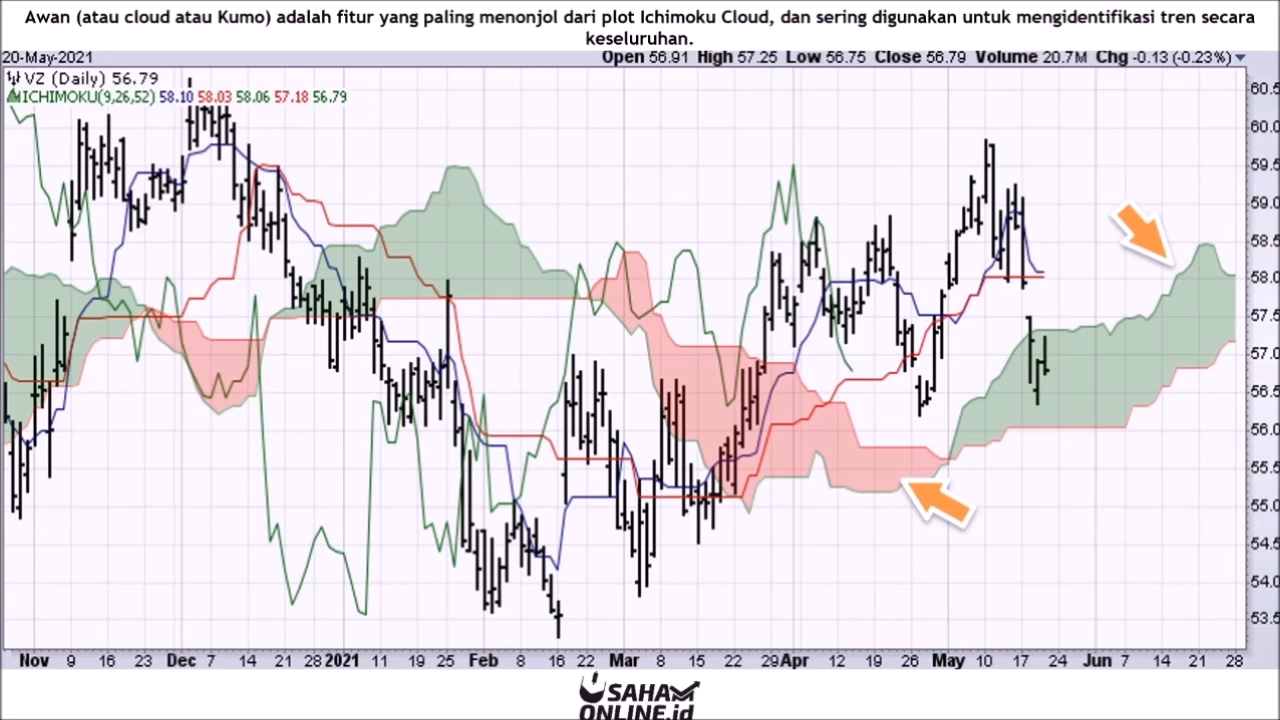 Awan (atau cloud atau Kumo) adalah fitur yang paling menonjol dari plot Ichimoku Cloud, dan sering digunakan untuk mengidentifikasi tren secara
keseluruhan.
20-May-2021 Open 56.91 High 57.25 Low 56.75 Close 56.79 Volume 20.7M Chg -0.13 (-0.23%)
VZ (Daily) 56.79
ICHIMOKU(9,26,52) 58.10 58.03 58.06 57.18 56.79
60.5
60.0
59.5
59.0
58.5
58.0
57.5
57.0
56.5
56.0
55.5
55.0
54.5
54.0
53.5
Nov 9 16 23 Dec 7 14 21 28 2021 11 19 25 Feb 8 16 22 Mar 8 15 22 29 Apr 12 19 26 May 10 17 24 Jun 7 14 21 28
SAHAM
ONLINE.id